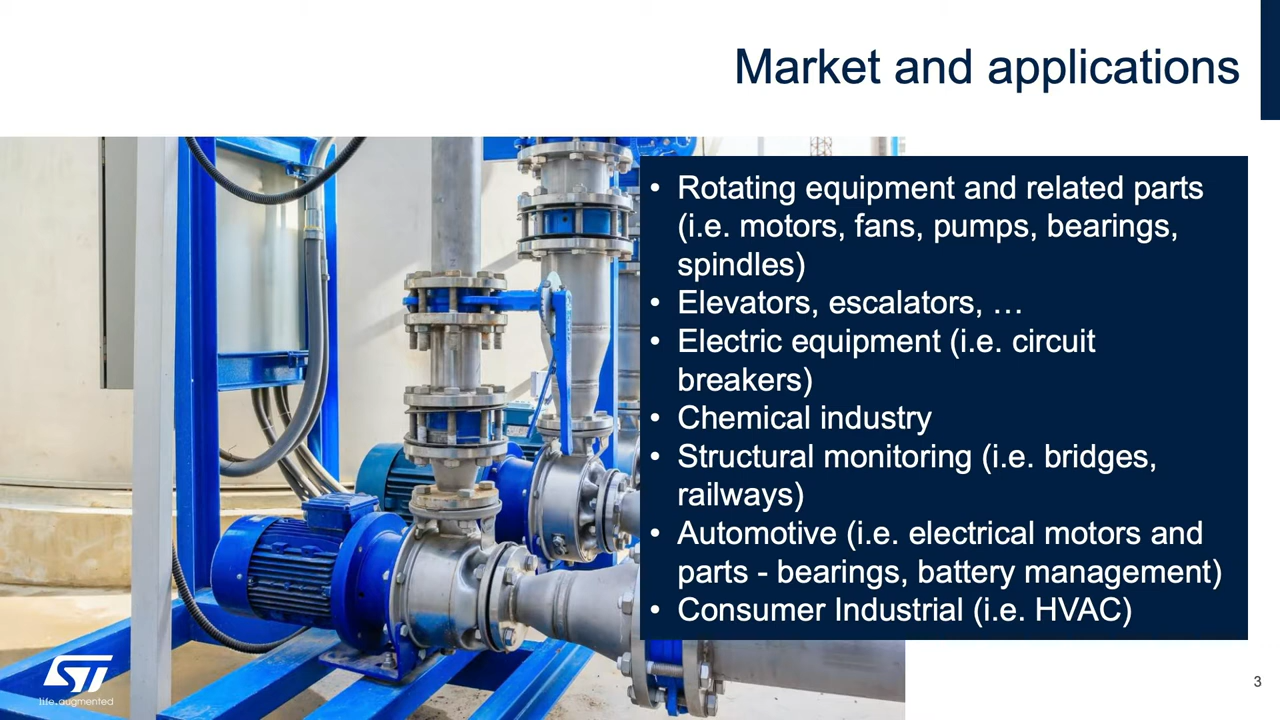 Market and applications
• Rotating equipment and related parts
(i.e. motors, fans, pumps, bearings,
spindles)
• Elevators, escalators, …
• Electric equipment (i.e. circuit
breakers)
• Chemical industry
• Structural monitoring (i.e. bridges,
railways)
• Automotive (i.e. electrical motors and
parts - bearings, battery management)
• Consumer Industrial (i.e. HVAC)
ST
life.augmented
3